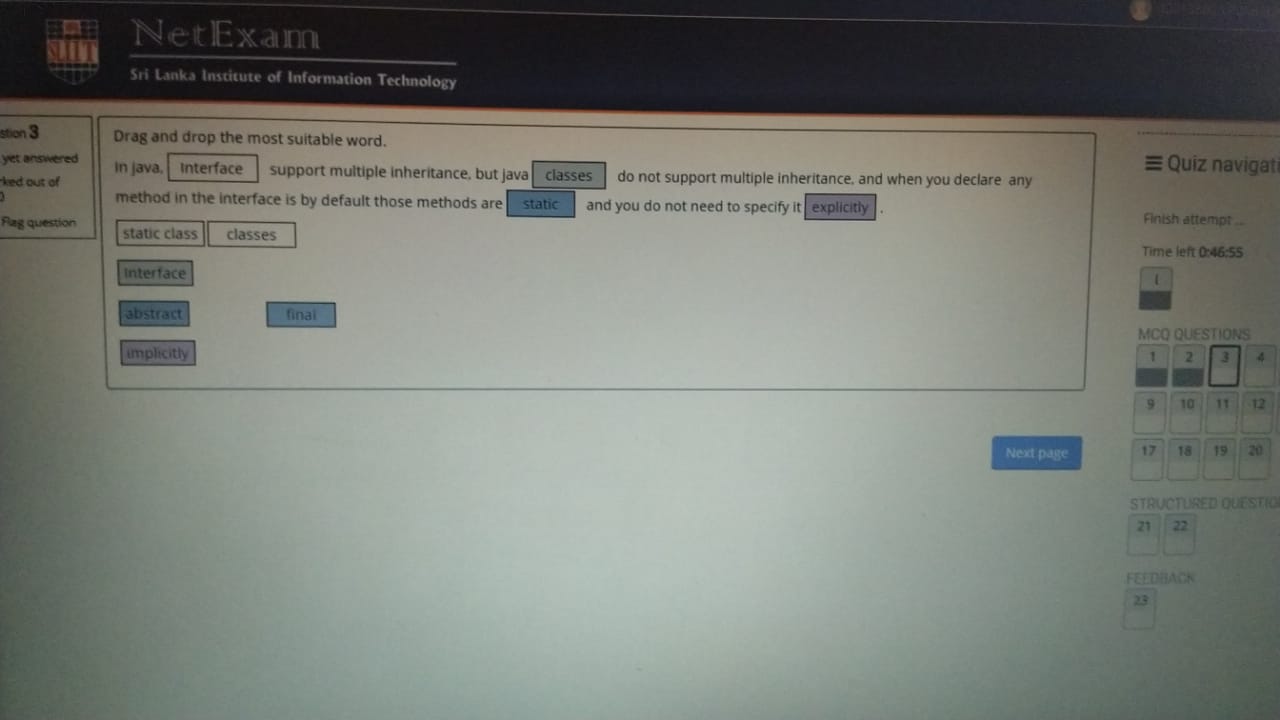 SLIIT
NetExam
Sri Lanka Institute of Information Technology
stion 3
yet answered
rked out of
Flag question
Drag and drop the most suitable word.
In java, Interface support multiple inheritance, but java classes do not support multiple inheritance, and when you declare any
method in the interface is by default those methods are static and you do not need to specify it explicitly .
static class classes
Interface
abstract final
implicitly
Next page
Quiz navigati
Finish attempt ...
Time left 0:46:55
i
MCQ QUESTIONS
1 2 3 4
9 10 11 12
17 18 19 20
STRUCTURED QUESTIO
21 22
FEEDBACK
23